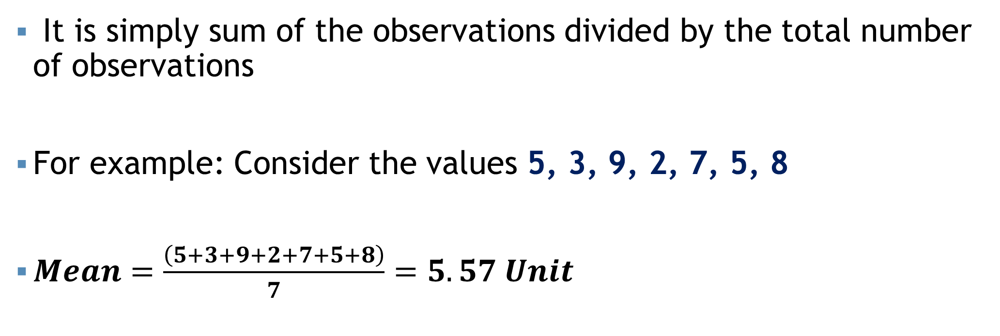 ▪ It is simply sum of the observations divided by the total number
of observations
▪ For example: Consider the values 5, 3, 9, 2, 7, 5, 8
▪ Mean = (5+3+9+2+7+5+8)/7 = 5.57 Unit